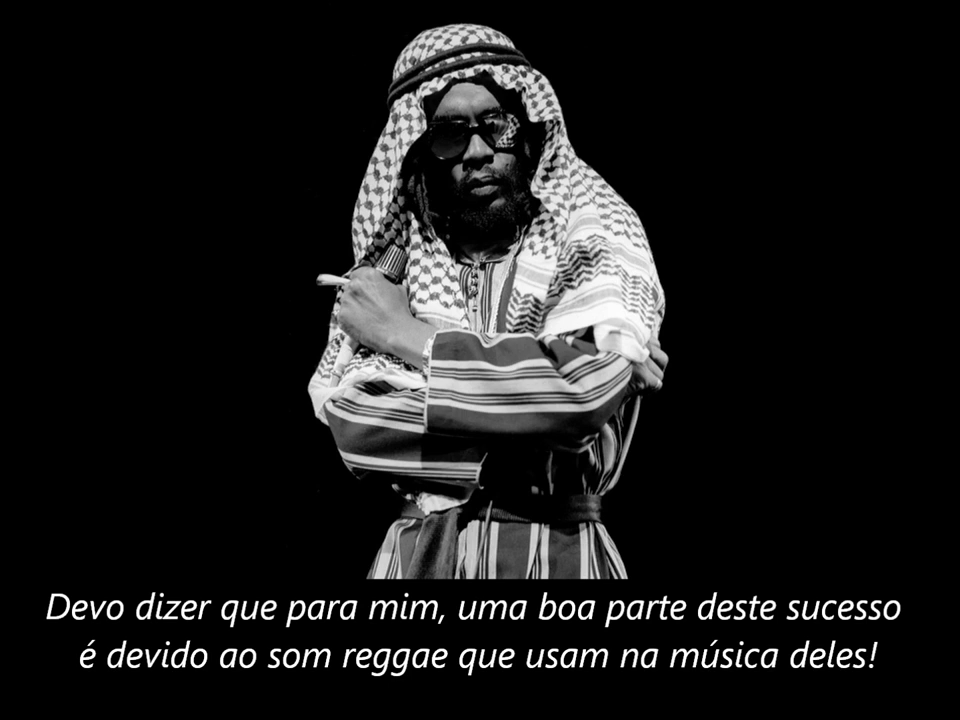 Devo dizer que para mim, uma boa parte deste sucesso
é devido ao som reggae que usam na música deles!